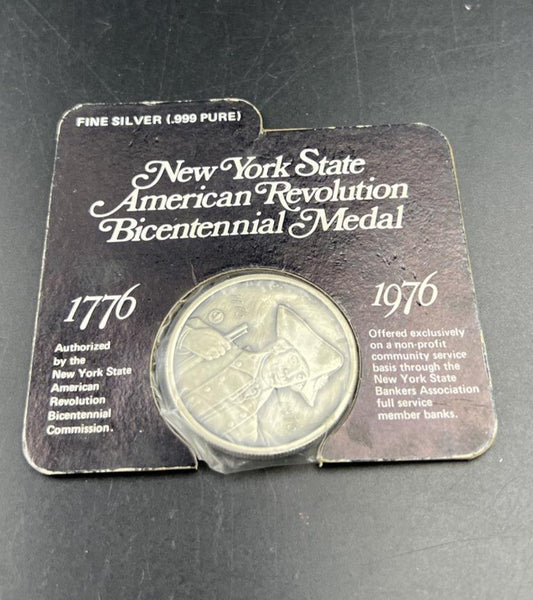 FINE SILVER (.999 PURE)
New York State
American Revolution
Bicentennial Medal
1776
Authorized
by the
New York State
American
Revolution
Bicentennial
Commission.
1976
Offered exclusively
on a non-profit
community service
basis through the
New York State
Bankers Association
full service
member banks.